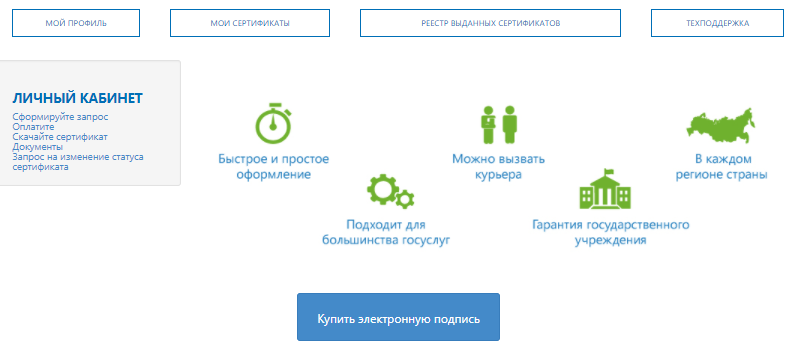 МОЙ ПРОФИЛЬ
МОИ СЕРТИФИКАТЫ
РЕЕСТР ВЫДАННЫХ СЕРТИФИКАТОВ
ТЕХПОДДЕРЖКА
ЛИЧНЫЙ КАБИНЕТ
Сформируйте запрос
Оплатите
Скачайте сертификат
Документы
Запрос на изменение статуса
сертификата
Быстрое и простое
оформление
Можно вызвать
курьера
В каждом
регионе страны
Подходит для
большинства госуслуг
Гарантия государственного
учреждения
Купить электронную подпись